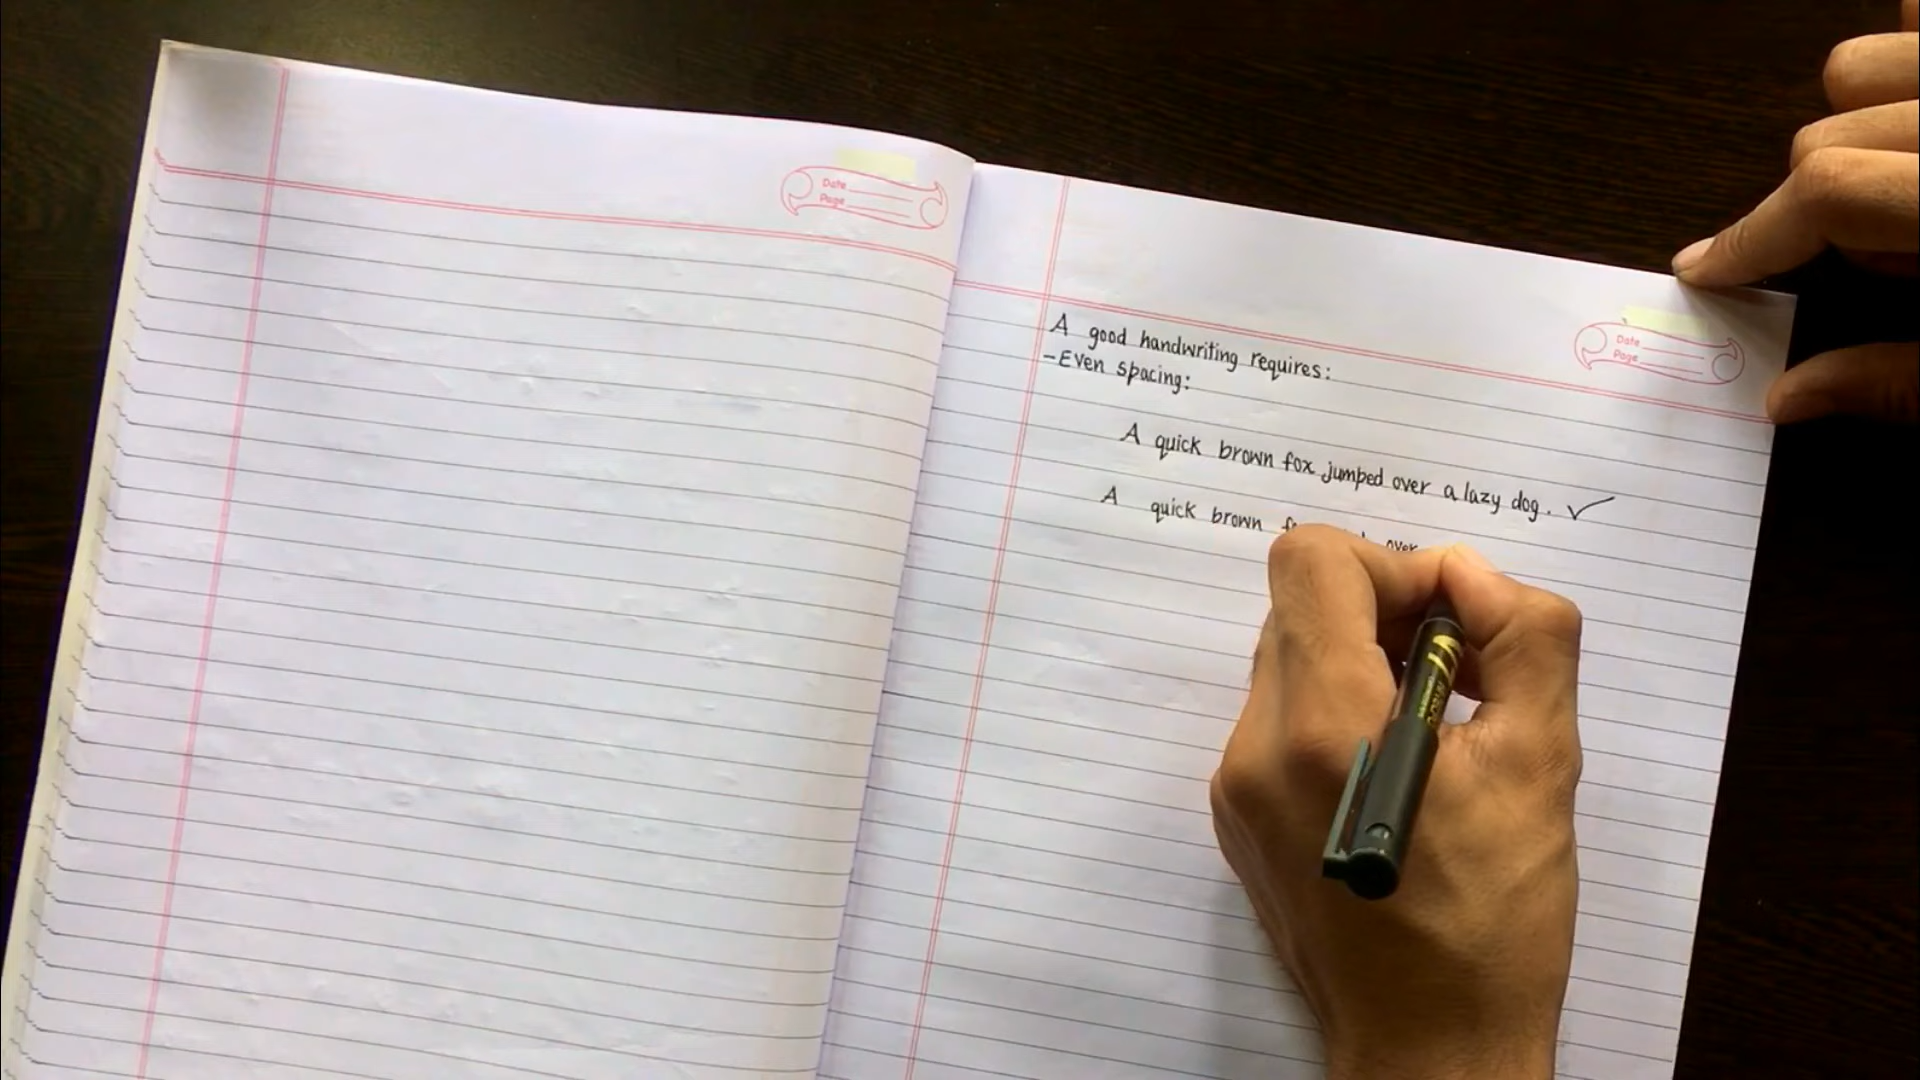 Date
Page
Date
Page
A good handwriting requires:
-Even spacing:
A quick brown fox jumped over a lazy dog. ✓
A quick brown over